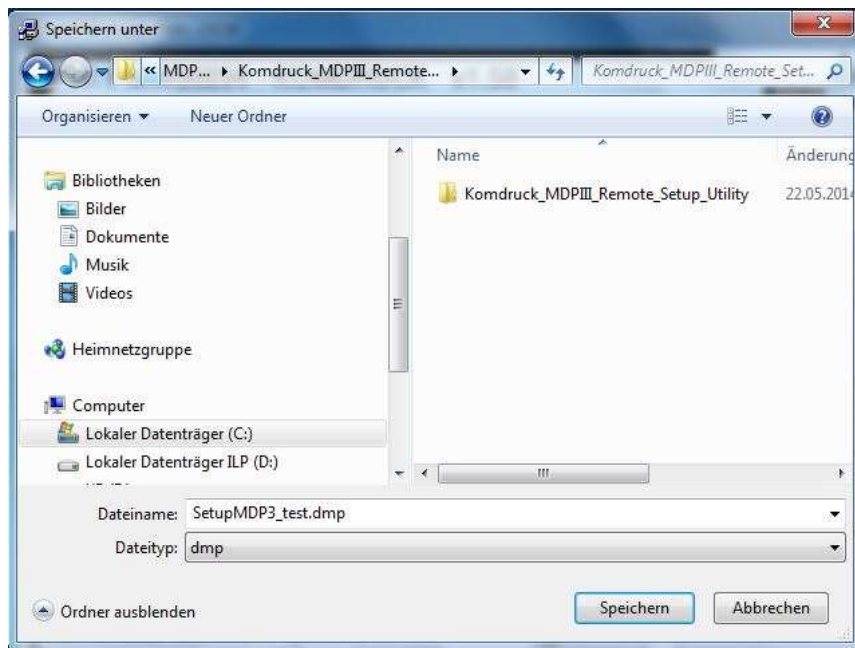 Speichern unter
« MDP... Komdruck_MDPIII_Remote... Komdruck_MDPIII_Remote_Set...
Organisieren Neuer Ordner
Name Änderung
Bibliotheken
Bilder
Dokumente
Musik
Videos
Heimnetzgruppe
Computer
Lokaler Datenträger (C:)
Lokaler Datenträger ILP (D:)
Komdruck_MDPIII_Remote_Setup_Utility 22.05.201
Dateiname: SetupMDP3_test.dmp
Dateityp: dmp
Ordner ausblenden Speichern Abbrechen